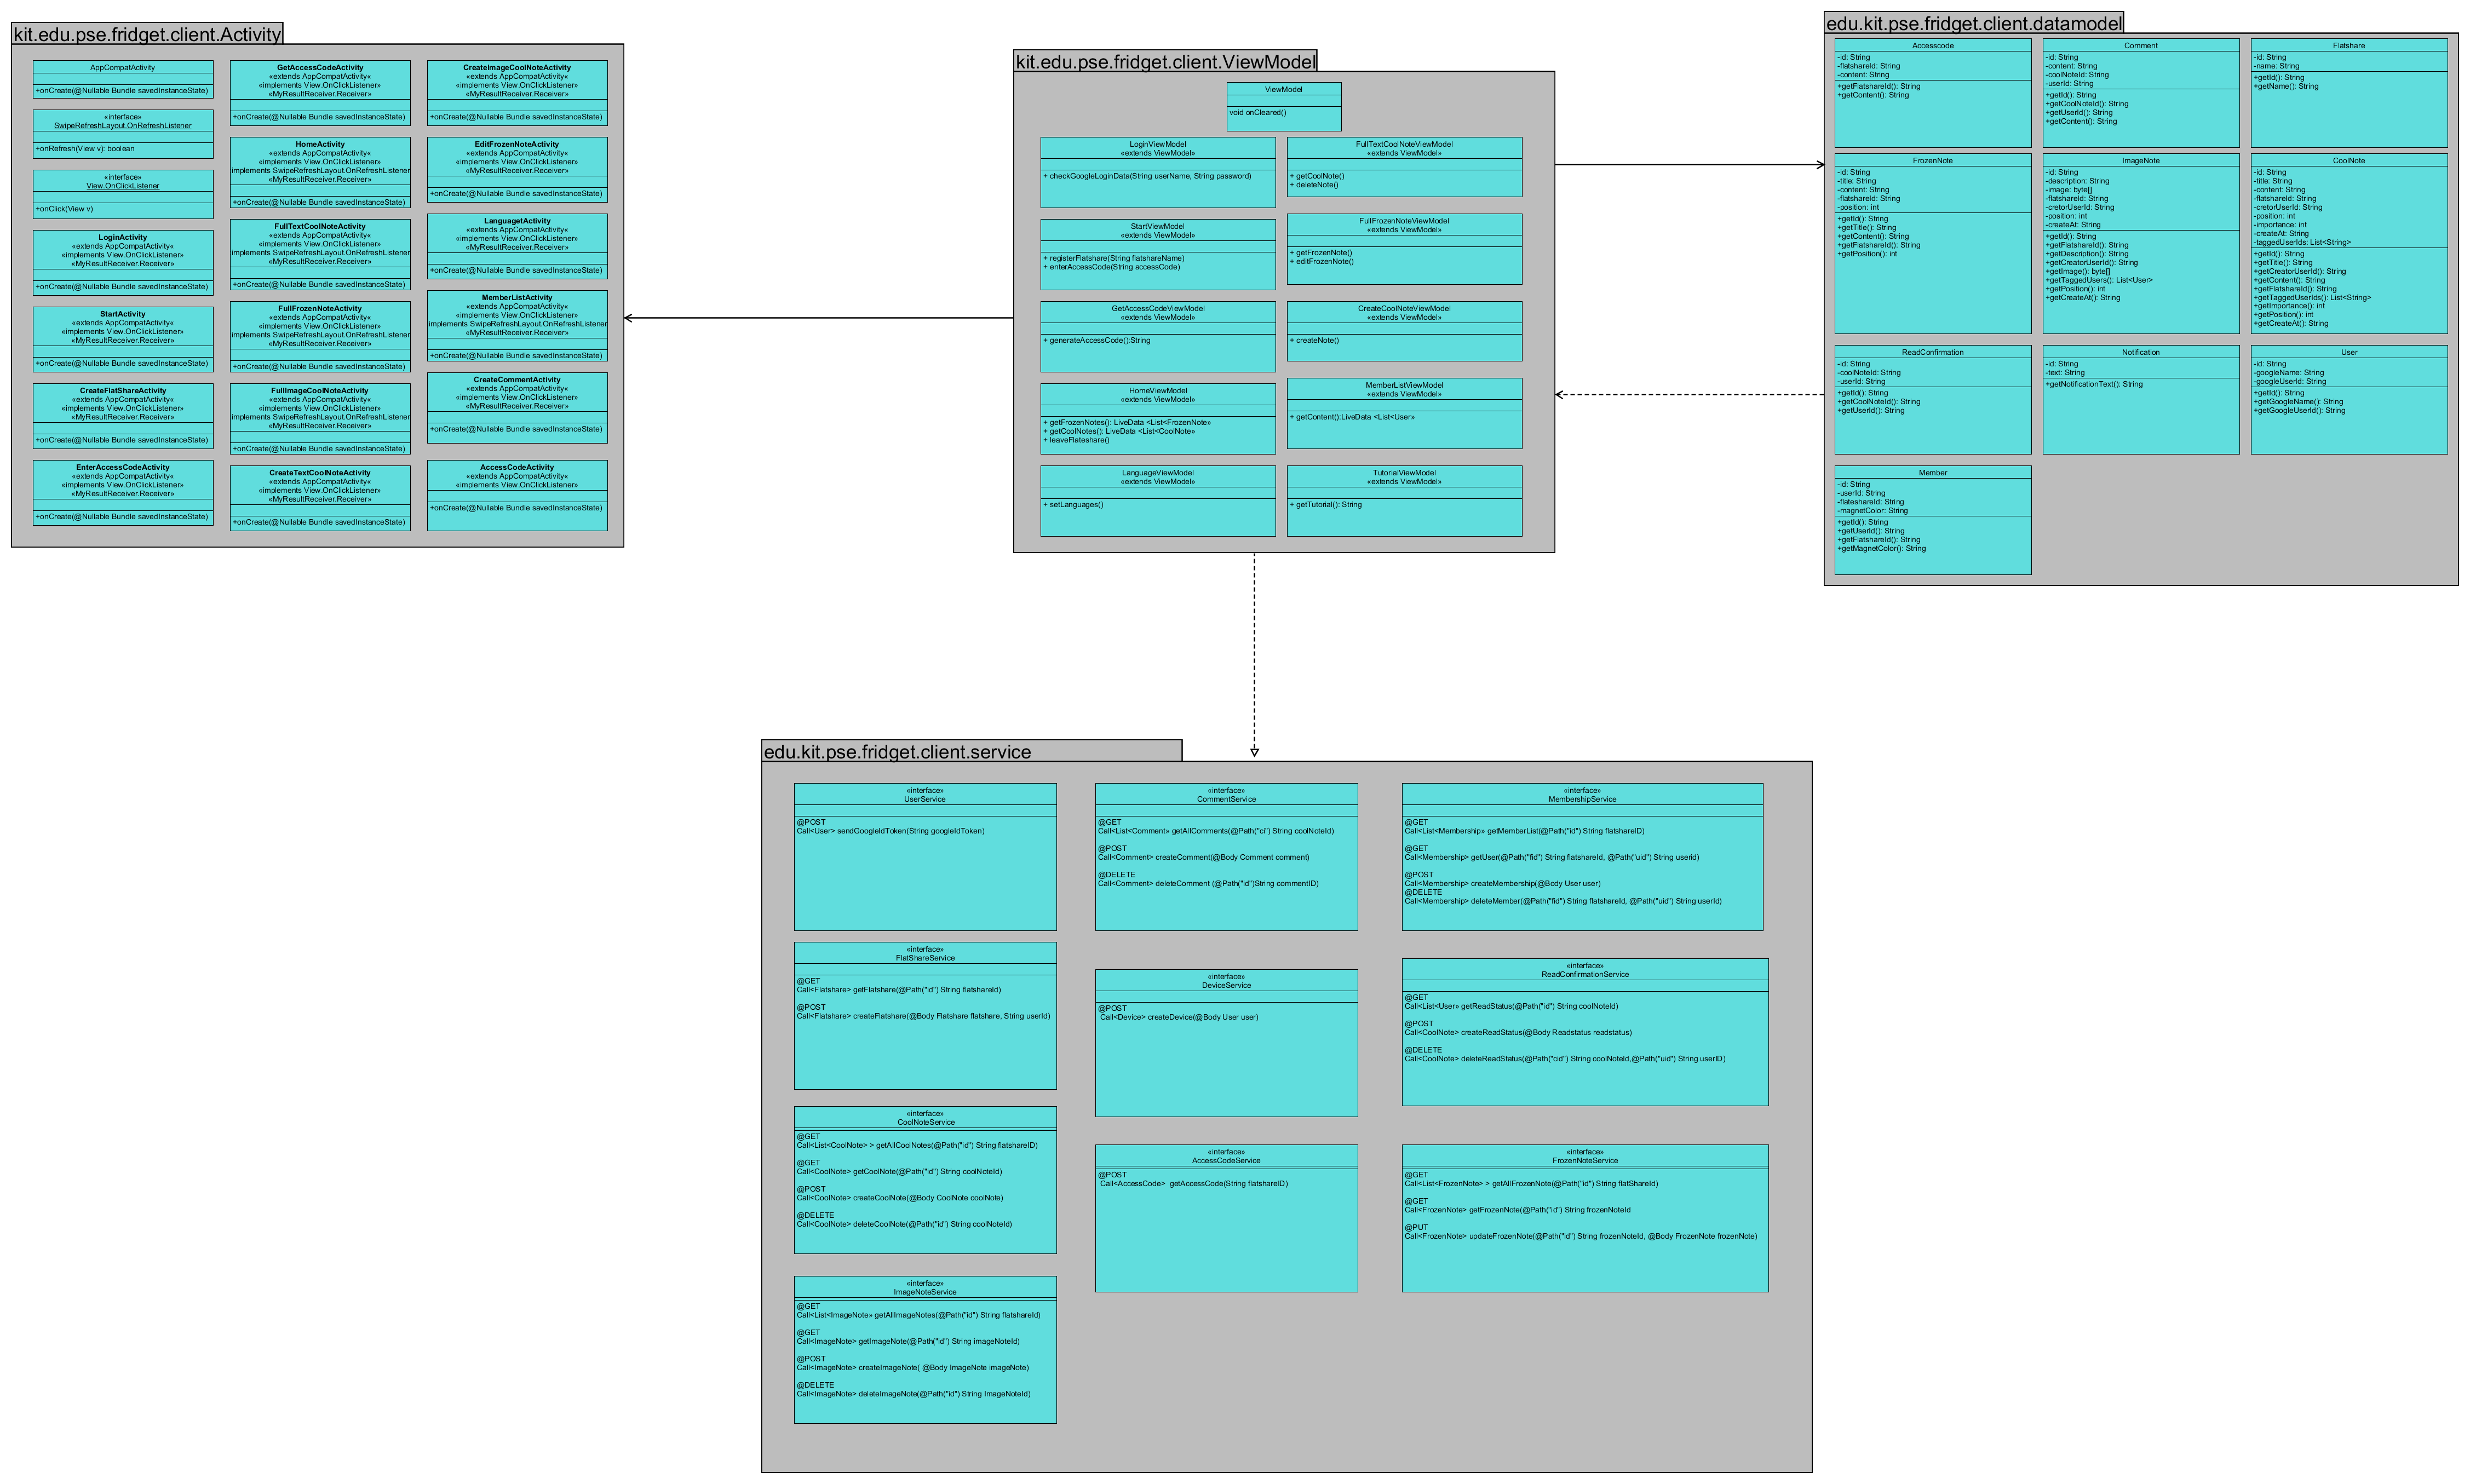 kit.edu.pse.fridget.client.Activity
AppCompatActivity
+onCreate(@Nullable Bundle savedInstanceState)
«interface»
SwipeRefreshLayout.OnRefreshListener
+onRefresh(View v): boolean
«interface»
View.OnClickListener
+onClick(View v)
LoginActivity
«extends AppCompatActivity«
«implements View.OnClickListener»
«MyResultReceiver.Receiver»
+onCreate(@Nullable Bundle savedInstanceState)
StartActivity
«extends AppCompatActivity«
«implements View.OnClickListener»
«MyResultReceiver.Receiver»
+onCreate(@Nullable Bundle savedInstanceState)
CreateFlatShareActivity
«extends AppCompatActivity«
«implements View.OnClickListener»
«MyResultReceiver.Receiver»
+onCreate(@Nullable Bundle savedInstanceState)
EnterAccessCodeActivity
«extends AppCompatActivity«
«implements View.OnClickListener»
«MyResultReceiver.Receiver»
+onCreate(@Nullable Bundle savedInstanceState)
GetAccessCodeActivity
«extends AppCompatActivity«
«implements View.OnClickListener»
«MyResultReceiver.Receiver»
+onCreate(@Nullable Bundle savedInstanceState)
HomeActivity
«extends AppCompatActivity«
«implements View.OnClickListener»
implements SwipeRefreshLayout.OnRefreshListener
«MyResultReceiver.Receiver»
+onCreate(@Nullable Bundle savedInstanceState)
FullTextCoolNoteActivity
«extends AppCompatActivity«
«implements View.OnClickListener»
implements SwipeRefreshLayout.OnRefreshListener
«MyResultReceiver.Receiver»
+onCreate(@Nullable Bundle savedInstanceState)
FullFrozenNoteActivity
«extends AppCompatActivity«
«implements View.OnClickListener»
implements SwipeRefreshLayout.OnRefreshListener
«MyResultReceiver.Receiver»
+onCreate(@Nullable Bundle savedInstanceState)
FullImageCoolNoteActivity
«extends AppCompatActivity«
«implements View.OnClickListener»
implements SwipeRefreshLayout.OnRefreshListener
«MyResultReceiver.Receiver»
+onCreate(@Nullable Bundle savedInstanceState)
CreateTextCoolNoteActivity
«extends AppCompatActivity«
«implements View.OnClickListener»
«MyResultReceiver.Receiver»
+onCreate(@Nullable Bundle savedInstanceState)
CreateImageCoolNoteActivity
«extends AppCompatActivity«
«implements View.OnClickListener»
«MyResultReceiver.Receiver»
+onCreate(@Nullable Bundle savedInstanceState)
EditFrozenNoteActivity
«extends AppCompatActivity«
«implements View.OnClickListener»
«MyResultReceiver.Receiver»
+onCreate(@Nullable Bundle savedInstanceState)
LanguagetActivity
«extends AppCompatActivity«
«implements View.OnClickListener»
«MyResultReceiver.Receiver»
+onCreate(@Nullable Bundle savedInstanceState)
MemberListActivity
«extends AppCompatActivity«
«implements View.OnClickListener»
implements SwipeRefreshLayout.OnRefreshListener
«MyResultReceiver.Receiver»
+onCreate(@Nullable Bundle savedInstanceState)
CreateCommentActivity
«extends AppCompatActivity«
«implements View.OnClickListener»
«MyResultReceiver.Receiver»
+onCreate(@Nullable Bundle savedInstanceState)
AccessCodeActivity
«extends AppCompatActivity«
«implements View.OnClickListener»
+onCreate(@Nullable Bundle savedInstanceState)
kit.edu.pse.fridget.client.ViewModel
ViewModel
void onCleared()
LoginViewModel
«extends ViewModel»
+ checkGoogleLoginData(String userName, String password)
StartViewModel
«extends ViewModel»
+ registerFlatshare(String flatshareName)
+ enterAccessCode(String accessCode)
GetAccessCodeViewModel
«extends ViewModel»
+ generateAccessCode():String
HomeViewModel
«extends ViewModel»
+ getFrozenNotes(): LiveData <List<FrozenNote»
+ getCoolNotes(): LiveData <List<CoolNote»
+ leaveFlateshare()
LanguageViewModel
«extends ViewModel»
+ setLanguages()
FullTextCoolNoteViewModel
«extends ViewModel»
+ getCoolNote()
+ deleteNote()
FullFrozenNoteViewModel
«extends ViewModel»
+ getFrozenNote()
+ editFrozenNote()
CreateCoolNoteViewModel
«extends ViewModel»
+ createNote()
MemberListViewModel
«extends ViewModel»
+ getContent():LiveData <List<User»
TutorialViewModel
«extends ViewModel»
+ getTutorial(): String
edu.kit.pse.fridget.client.datamodel
Accesscode
-id: String
-flatshareId: String
-content: String
+getFlatshareId(): String
+getContent(): String
Comment
-id: String
-content: String
-coolNoteId: String
-userId: String
+getId(): String
+getCoolNoteId(): String
+getUserId(): String
+getContent(): String
Flatshare
-id: String
-name: String
+getId(): String
+getName(): String
FrozenNote
-id: String
-title: String
-content: String
-flatshareId: String
-position: int
+getId(): String
+getTitle(): String
+getContent(): String
+getFlatshareId(): String
+getPosition(): int
ImageNote
-id: String
-description: String
-image: byte[]
-flatshareId: String
-cretorUserId: String
-position: int
-createAt: String
+getId(): String
+getFlatshareId(): String
+getDescription(): String
+getCreatorUserId(): String
+getImage(): byte[]
+getTaggedUsers(): List<User>
+getPosition(): int
+getCreateAt(): String
CoolNote
-id: String
-title: String
-content: String
-flatshareId: String
-cretorUserId: String
-position: int
-importance: int
-createAt: String
-taggedUserIds: List<String>
+getId(): String
+getTitle(): String
+getCreatorUserId(): String
+getContent(): String
+getFlatshareId(): String
+getTaggedUserIds(): List<String>
+getImportance(): int
+getPosition(): int
+getCreateAt(): String
ReadConfirmation
-id: String
-coolNoteId: String
-userId: String
+getId(): String
+getCoolNoteId(): String
+getUserId(): String
Notification
-id: String
-text: String
+getNotificationText(): String
User
-id: String
-googleName: String
-googleUserId: String
+getId(): String
+getGoogleName(): String
+getGoogleUserId(): String
Member
-id: String
-userId: String
-flateshareId: String
-magnetColor: String
+getId(): String
+getUserId(): String
+getFlatshareId(): String
+getMagnetColor(): String
edu.kit.pse.fridget.client.service
«interface»
UserService
@POST
Call<User> sendGoogleIdToken(String googleIdToken)
«interface»
FlatShareService
@GET
Call<Flatshare> getFlatshare(@Path("id") String flatshareId)
@POST
Call<Flatshare> createFlatshare(@Body Flatshare flatshare, String userId)
«interface»
CoolNoteService
@GET
Call<List<CoolNote> > getAllCoolNotes(@Path("id") String flatshareID)
@GET
Call<CoolNote> getCoolNote(@Path("id") String coolNoteId)
@POST
Call<CoolNote> createCoolNote(@Body CoolNote coolNote)
@DELETE
Call<CoolNote> deleteCoolNote(@Path("id") String coolNoteId)
«interface»
ImageNoteService
@GET
Call<List<ImageNote» getAllImageNotes(@Path("id") String flatshareId)
@GET
Call<ImageNote> getImageNote(@Path("id") String imageNoteId)
@POST
Call<ImageNote> createImageNote( @Body ImageNote imageNote)
@DELETE
Call<ImageNote> deleteImageNote(@Path("id") String ImageNoteId)
«interface»
CommentService
@GET
Call<List<Comment» getAllComments(@Path("ci") String coolNoteId)
@POST
Call<Comment> createComment(@Body Comment comment)
@DELETE
Call<Comment> deleteComment (@Path("id")String commentID)
«interface»
DeviceService
@POST
Call<Device> createDevice(@Body User user)
«interface»
AccessCodeService
@POST
Call<AccessCode> getAccessCode(String flatshareID)
«interface»
MembershipService
@GET
Call<List<Membership» getMemberList(@Path("id") String flatshareID)
@GET
Call<Membership> getUser(@Path("fid") String flatshareId, @Path("uid") String userid)
@POST
Call<Membership> createMembership(@Body User user)
@DELETE
Call<Membership> deleteMember(@Path("fid") String flatshareId, @Path("uid") String userId)
«interface»
ReadConfirmationService
@GET
Call<List<User» getReadStatus(@Path("id") String coolNoteId)
@POST
Call<CoolNote> createReadStatus(@Body Readstatus readstatus)
@DELETE
Call<CoolNote> deleteReadStatus(@Path("cid") String coolNoteId,@Path("uid") String userID)
«interface»
FrozenNoteService
@GET
Call<List<FrozenNote> > getAllFrozenNote(@Path("id") String flatShareId)
@GET
Call<FrozenNote> getFrozenNote(@Path("id") String frozenNoteId
@PUT
Call<FrozenNote> updateFrozenNote(@Path("id") String frozenNoteId, @Body FrozenNote frozenNote)